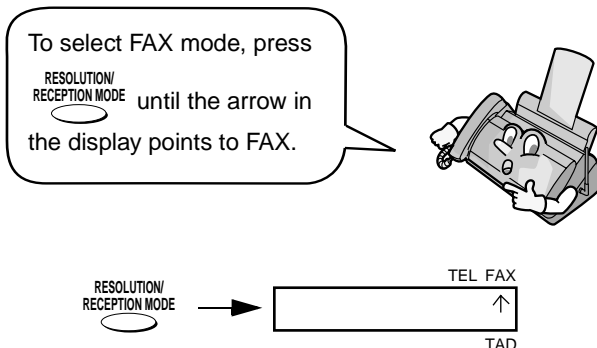 To select FAX mode, press
RESOLUTION/
RECEPTION MODE until the arrow in
the display points to FAX.
TEL FAX
RESOLUTION/
RECEPTION MODE
TAD